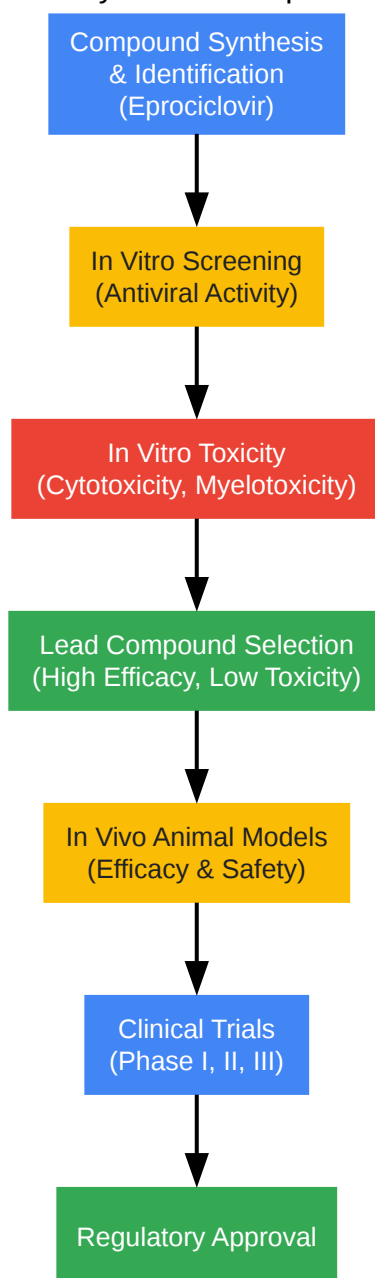 Compound Synthesis
& Identification
(Eprociclovir)
In Vitro Screening
(Antiviral Activity)
In Vitro Toxicity
(Cytotoxicity, Myelotoxicity)
Lead Compound Selection
(High Efficacy, Low Toxicity)
In Vivo Animal Models
(Efficacy & Safety)
Clinical Trials
(Phase I, II, III)
Regulatory Approval